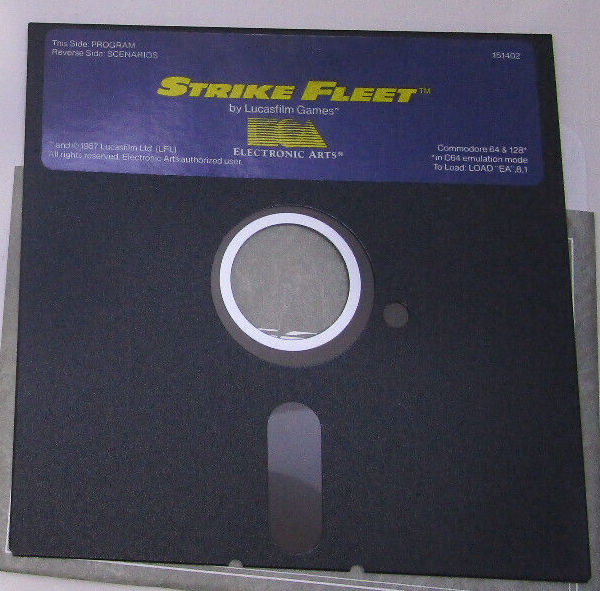 This Side: PROGRAM
Reverse Side: SCENARIOS
151402
STRIKE FLEET™
by Lucasfilm Games™
ELECTRONIC ARTS®
™ and © 1987 Lucasfilm Ltd. (LFL)
All rights reserved. Electronic Arts authorized user.
Commodore 64 & 128*
*in C64 emulation mode
To Load: LOAD "EA",8,1